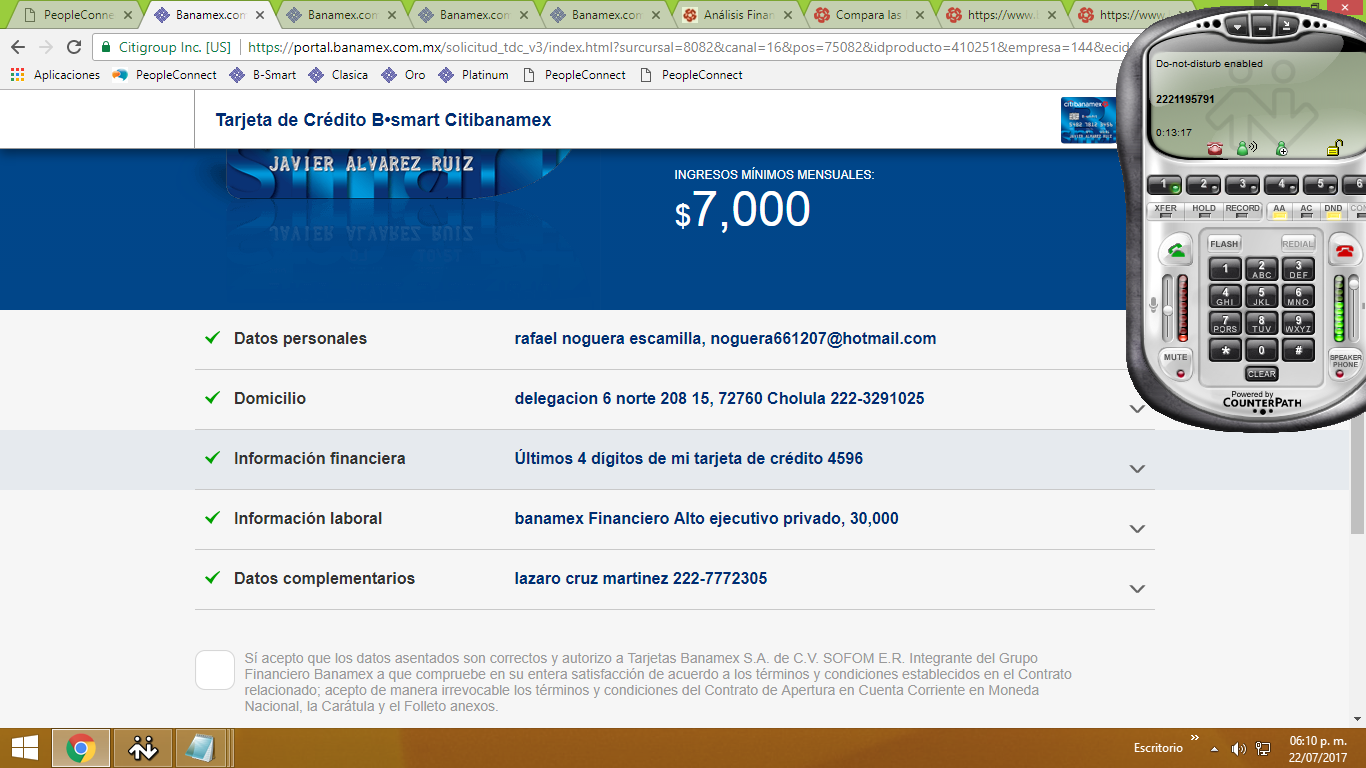 PeopleConne
Banamex.com
Banamex.com
Banamex.com
Banamex.com
Análisis Finan
Compara las
https://www.
https://www.
Citigroup Inc. [US]
https://portal.banamex.com.mx/solicitud_tdc_v3/index.html?surcursal=8082&canal=16&pos=75082&idproducto=410251&empresa=144&ecid
Aplicaciones
PeopleConnect
B-Smart
Clasica
Oro
Platinum
PeopleConnect
PeopleConnect
Tarjeta de Crédito B•smart Citibanamex
citibanamex
JAVIER ALVAREZ RUIZ
INGRESOS MÍNIMOS MENSUALES:
$7,000
Datos personales
rafael noguera escamilla, noguera661207@hotmail.com
Domicilio
delegacion 6 norte 208 15, 72760 Cholula 222-3291025
Información financiera
Últimos 4 dígitos de mi tarjeta de crédito 4596
Información laboral
banamex Financiero Alto ejecutivo privado, 30,000
Datos complementarios
lazaro cruz martinez 222-7772305
Sí acepto que los datos asentados son correctos y autorizo a Tarjetas Banamex S.A. de C.V. SOFOM E.R. Integrante del Grupo
Financiero Banamex a que compruebe en su entera satisfacción de acuerdo a los términos y condiciones establecidos en el Contrato
relacionado; acepto de manera irrevocable los términos y condiciones del Contrato de Apertura en Cuenta Corriente en Moneda
Nacional, la Carátula y el Folleto anexos.
Do-not-disturb enabled
2221195791
0:13:17
1 2 3 4 5 6
XFER HOLD RECORD AA AC DND CON
FLASH REDIAL
1 2 ABC 3 DEF
4 GHI 5 JKL 6 MNO
7 PQRS 8 TUV 9 WXYZ
* 0 #
MUTE
CLEAR
SPEAKER
PHONE
Powered by
COUNTERPATH
Escritorio
06:10 p. m.
22/07/2017